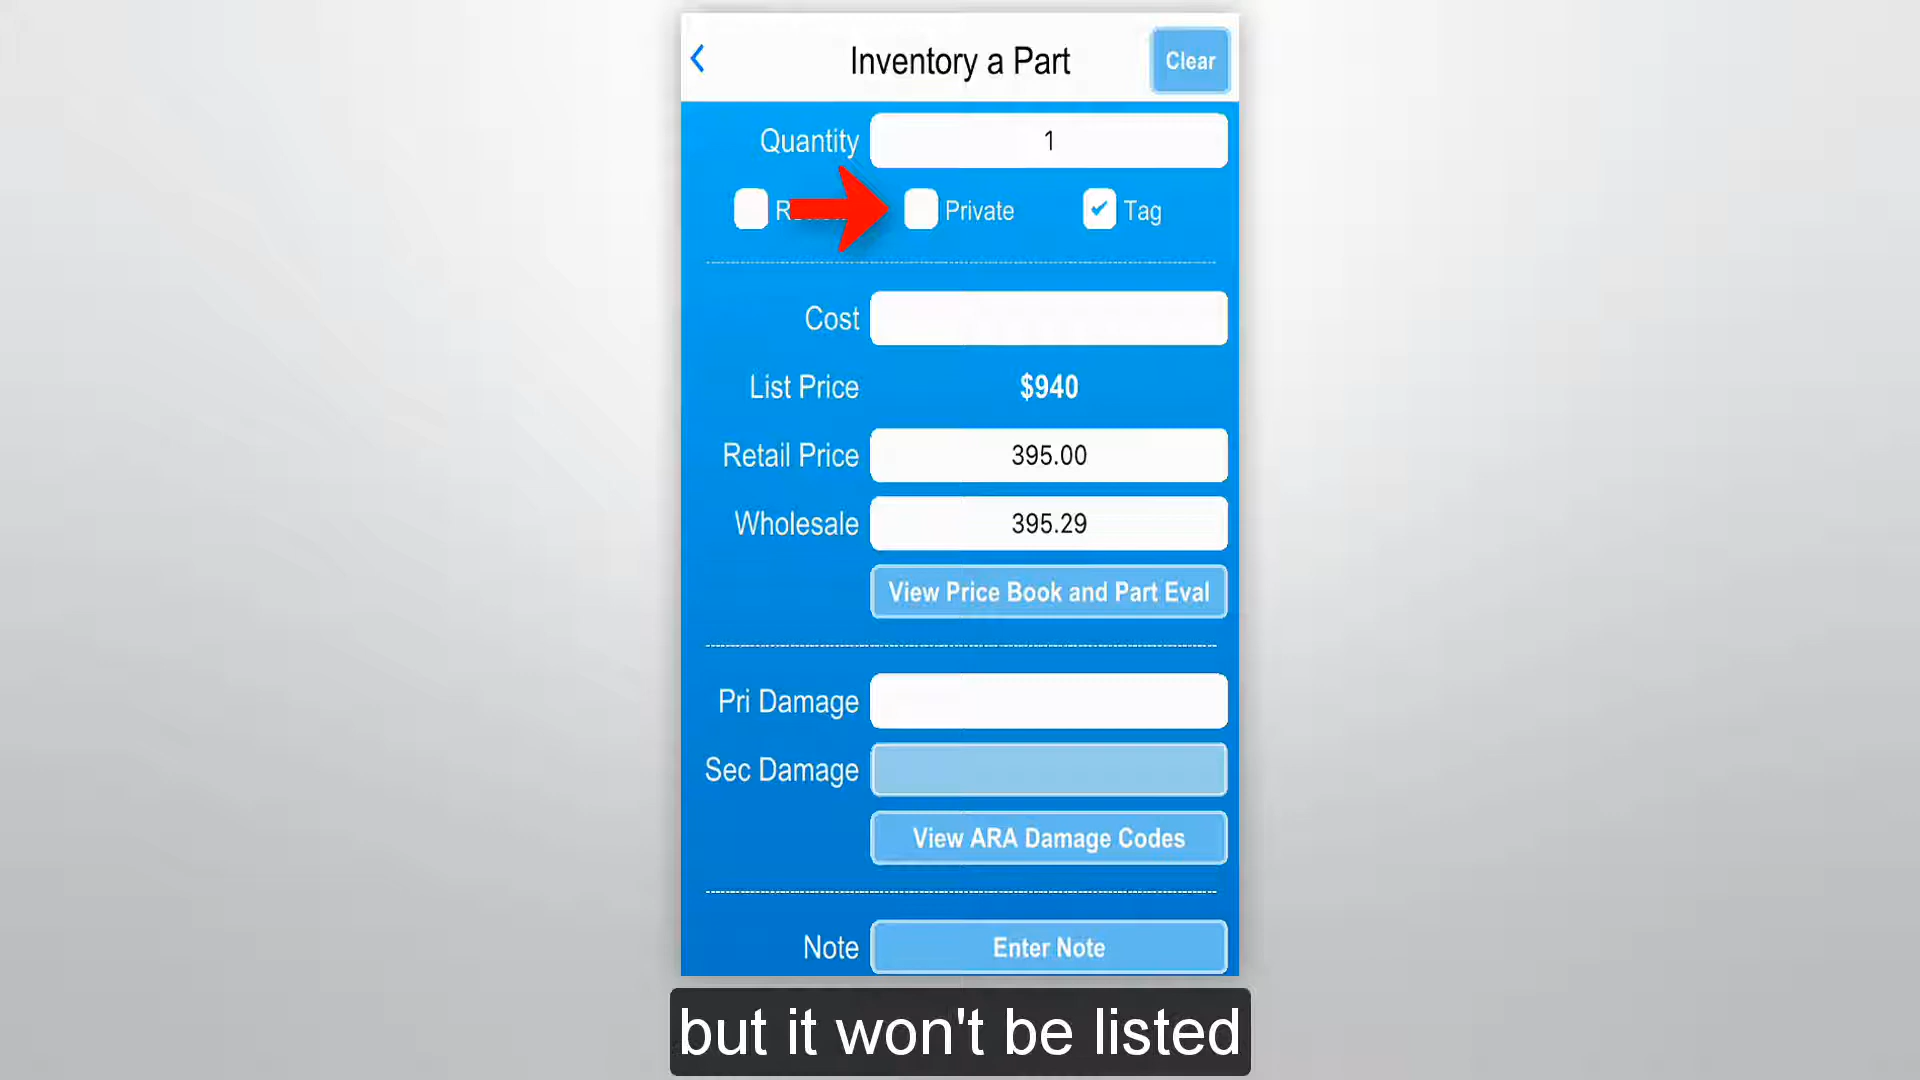 Inventory a Part
Clear
Quantity 1
Private Tag
Cost
List Price $940
Retail Price 395.00
Wholesale 395.29
View Price Book and Part Eval
Pri Damage
Sec Damage
View ARA Damage Codes
Note Enter Note
but it won't be listed